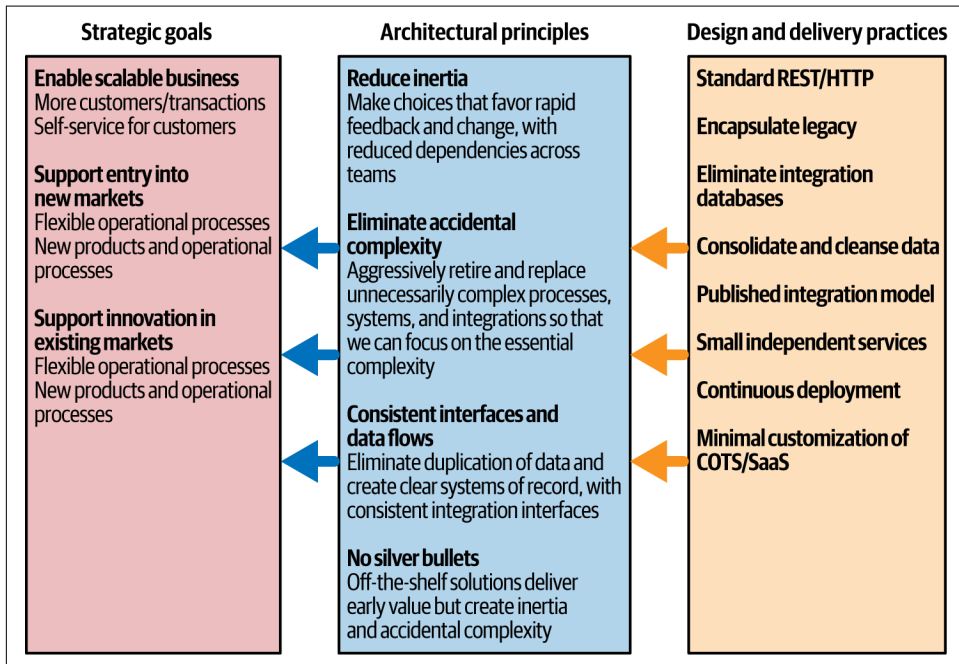 Strategic goals
Enable scalable business
More customers/transactions
Self-service for customers
Support entry into
new markets
Flexible operational processes
New products and operational
processes
Support innovation in
existing markets
Flexible operational processes
New products and operational
processes
Architectural principles
Reduce inertia
Make choices that favor rapid
feedback and change, with
reduced dependencies across
teams
Eliminate accidental
complexity
Aggressively retire and replace
unnecessarily complex processes,
systems, and integrations so that
we can focus on the essential
complexity
Consistent interfaces and
data flows
Eliminate duplication of data and
create clear systems of record, with
consistent integration interfaces
No silver bullets
Off-the-shelf solutions deliver
early value but create inertia
and accidental complexity
Design and delivery practices
Standard REST/HTTP
Encapsulate legacy
Eliminate integration
databases
Consolidate and cleanse data
Published integration model
Small independent services
Continuous deployment
Minimal customization of
COTS/SaaS